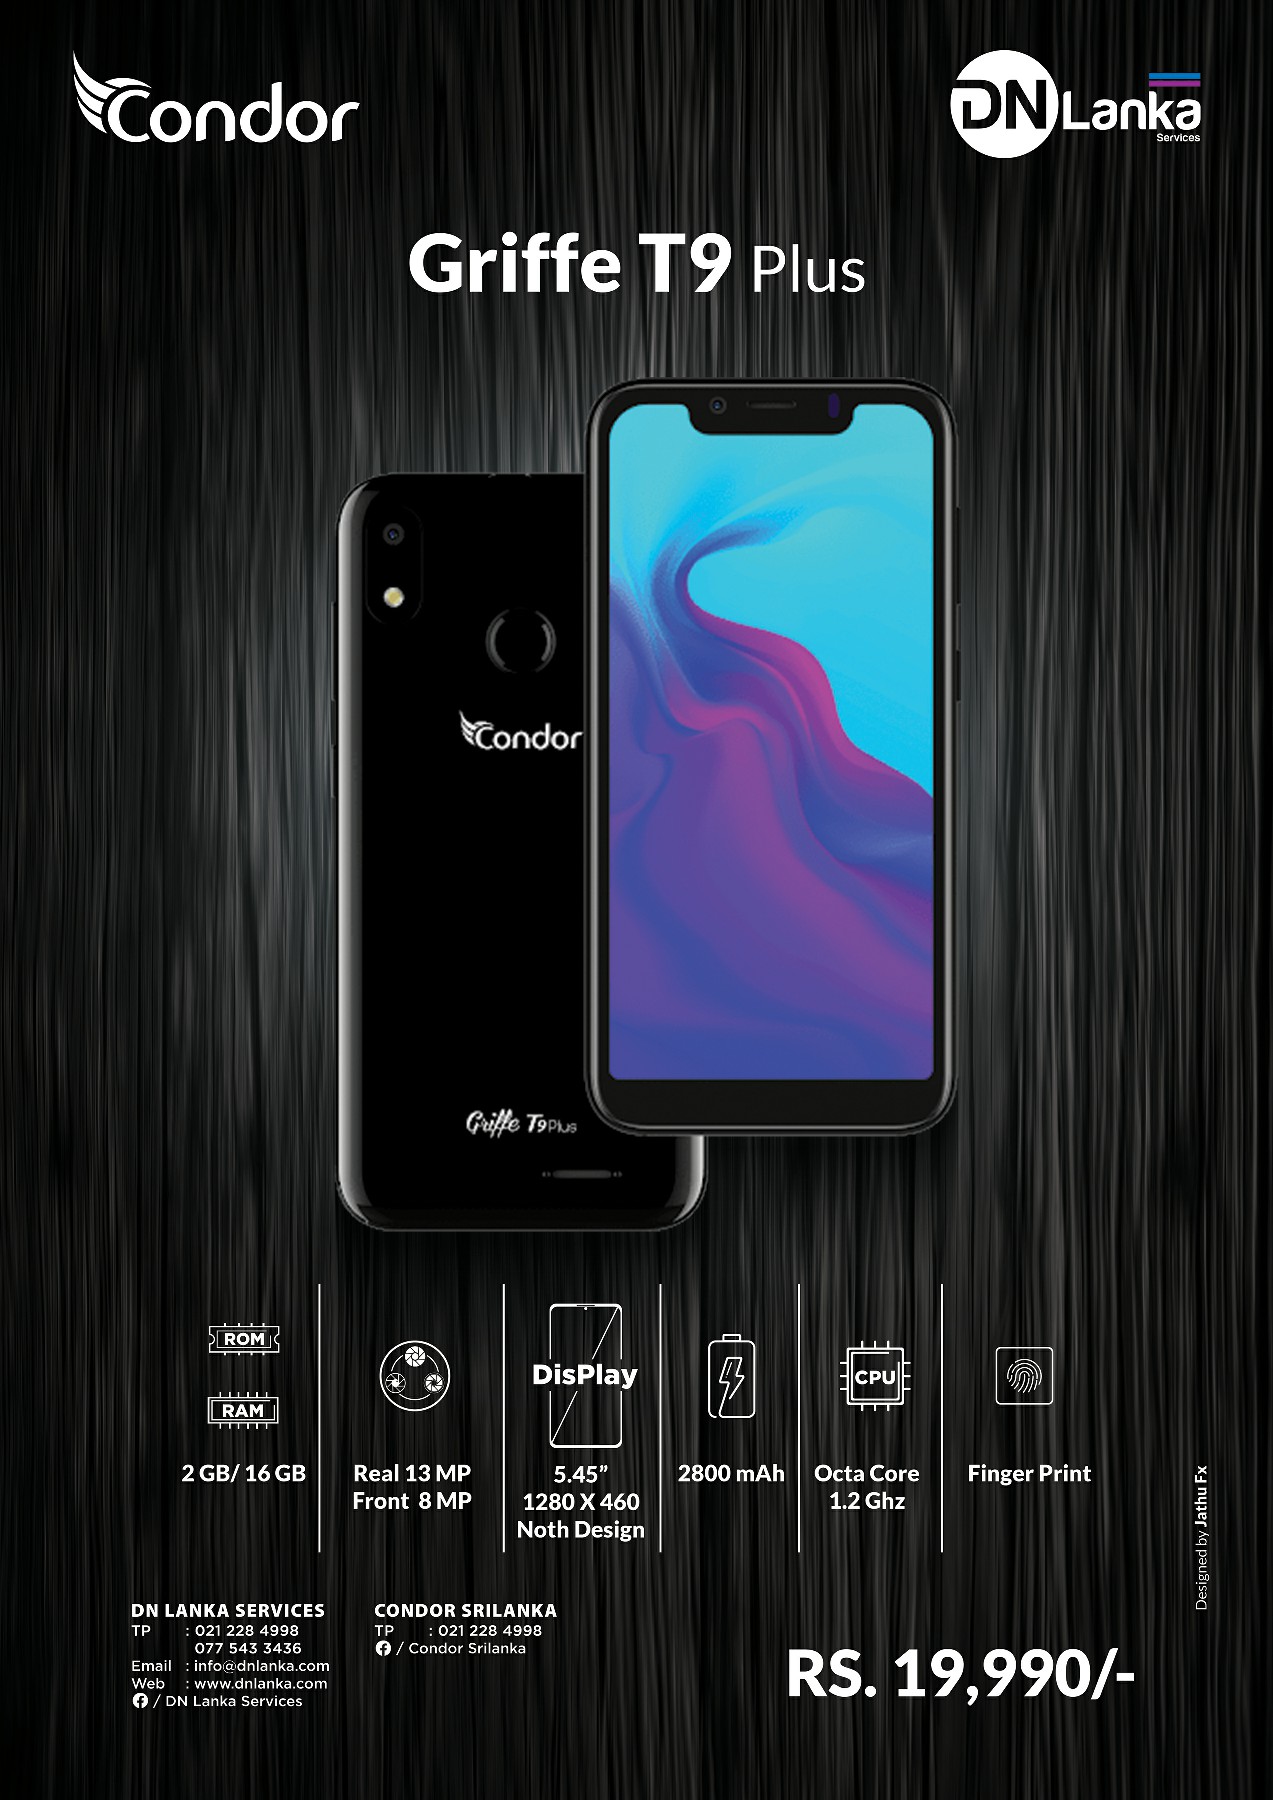 Condor
DN Lanka
Services
Griffe T9 Plus
Condor
Griffe T9 Plus
ROM
RAM
2 GB/ 16 GB
Real 13 MP
Front 8 MP
DisPlay
5.45”
1280 X 460
Noth Design
2800 mAh
CPU
Octa Core
1.2 Ghz
Finger Print
Designed by Jathu Fx
DN LANKA SERVICES
TP : 021 228 4998
077 543 3436
Email : info@dnlanka.com
Web : www.dnlanka.com
/ DN Lanka Services
CONDOR SRILANKA
TP : 021 228 4998
/ Condor Srilanka
RS. 19,990/-